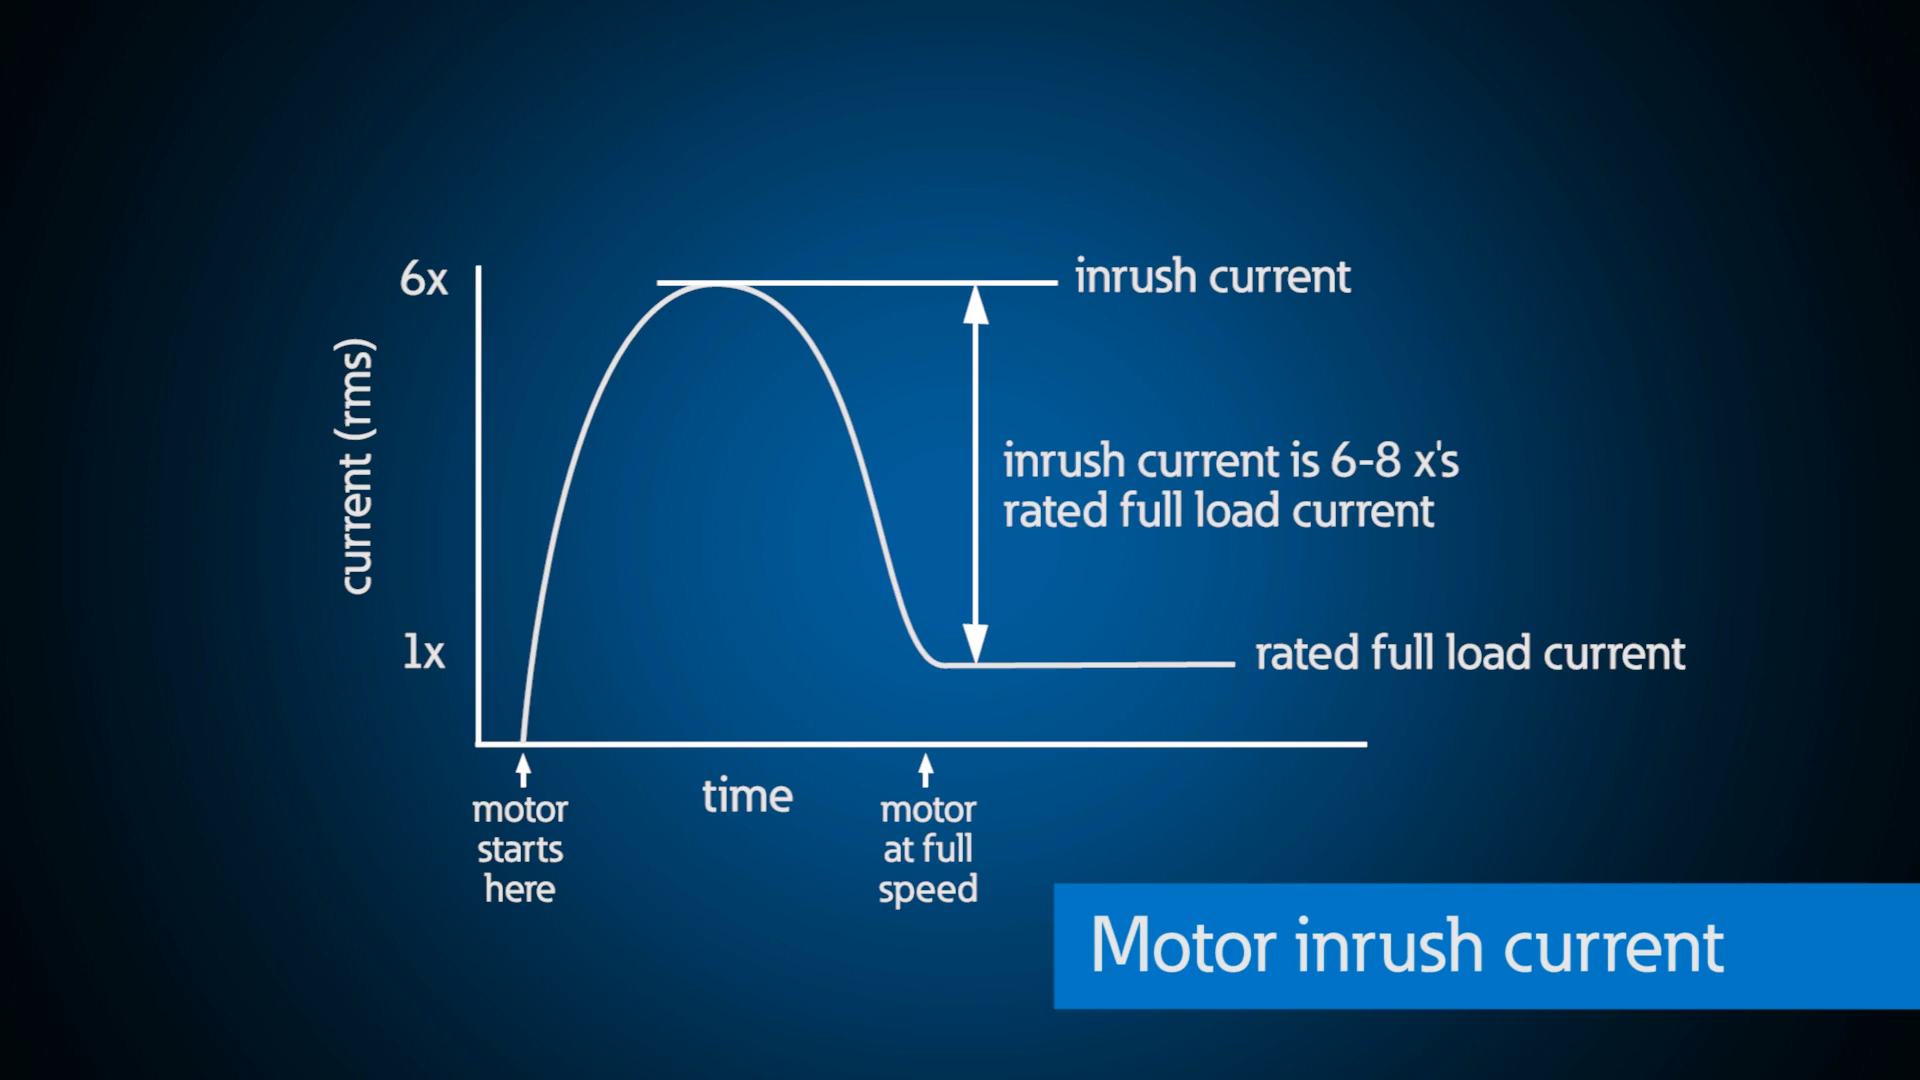 6x
inrush current
current (rms)
inrush current is 6-8 x's
rated full load current
1x
rated full load current
time
motor
starts
here
motor
at full
speed
Motor inrush current